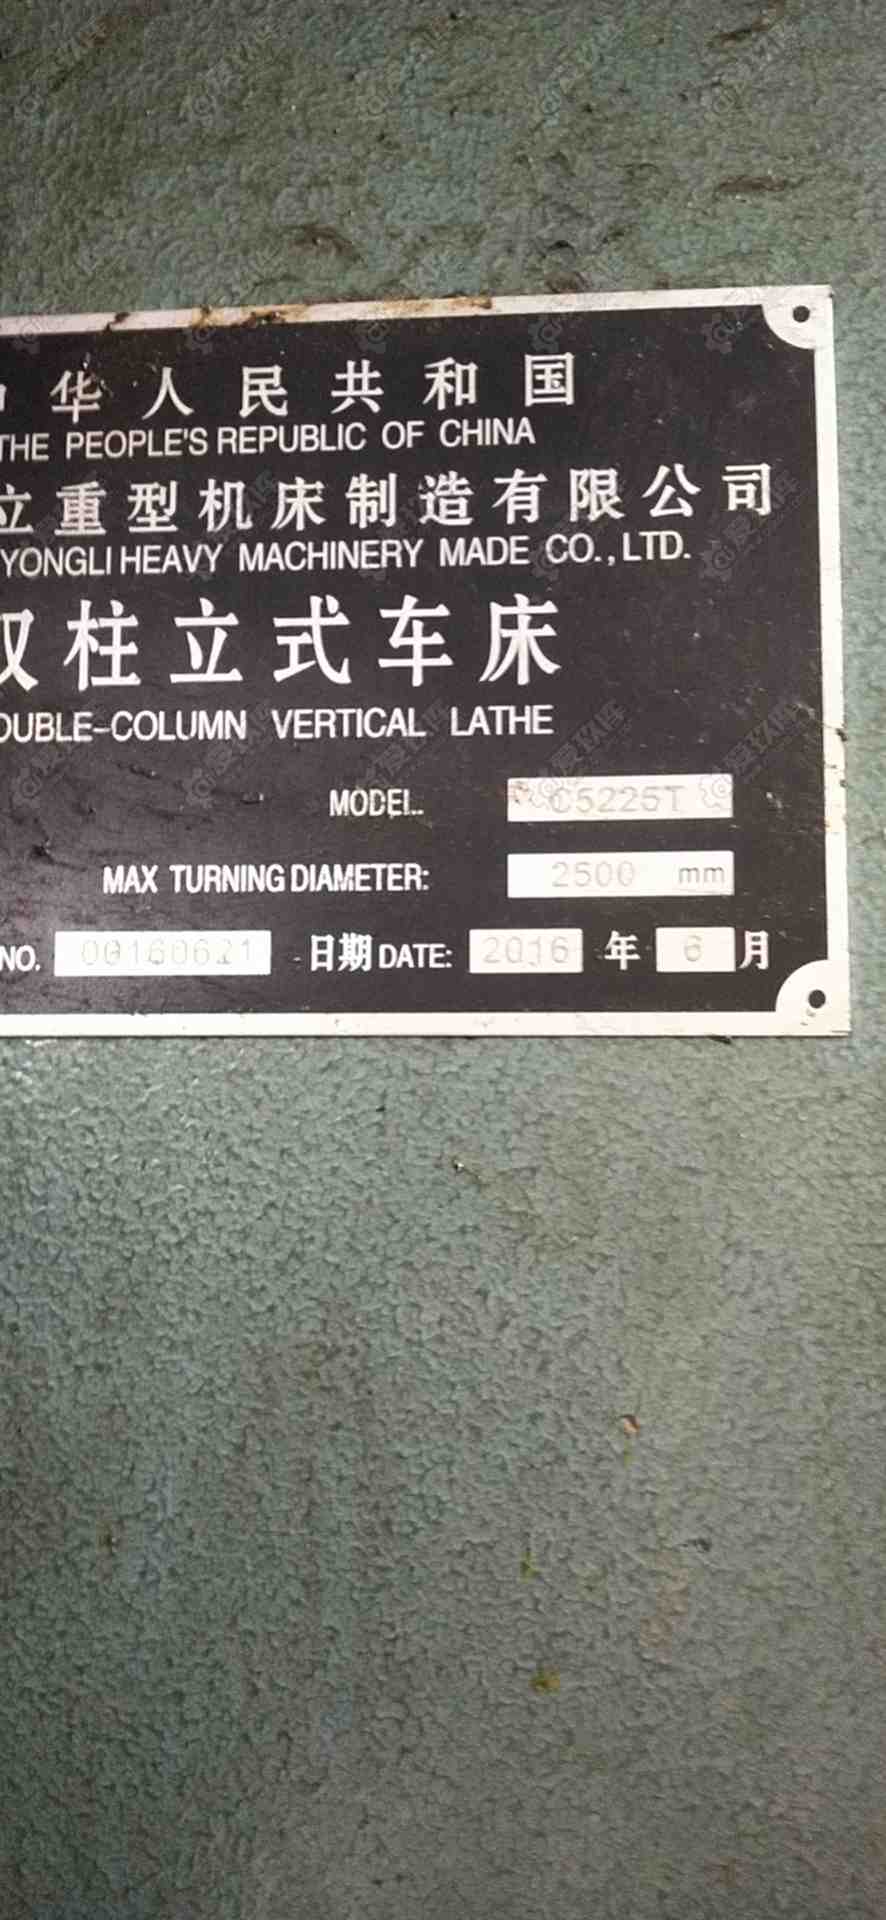 华人民共和国
THE PEOPLE'S REPUBLIC OF CHINA
立重型机床制造有限公司
YONGLI HEAVY MACHINERY MADE CO., LTD.
双柱立式车床
OUBLE-COLUMN VERTICAL LATHE
MODEL: C5225T
MAX TURNING DIAMETER: 2500 mm
NO. 00160621 日期 DATE: 2016 年 6 月